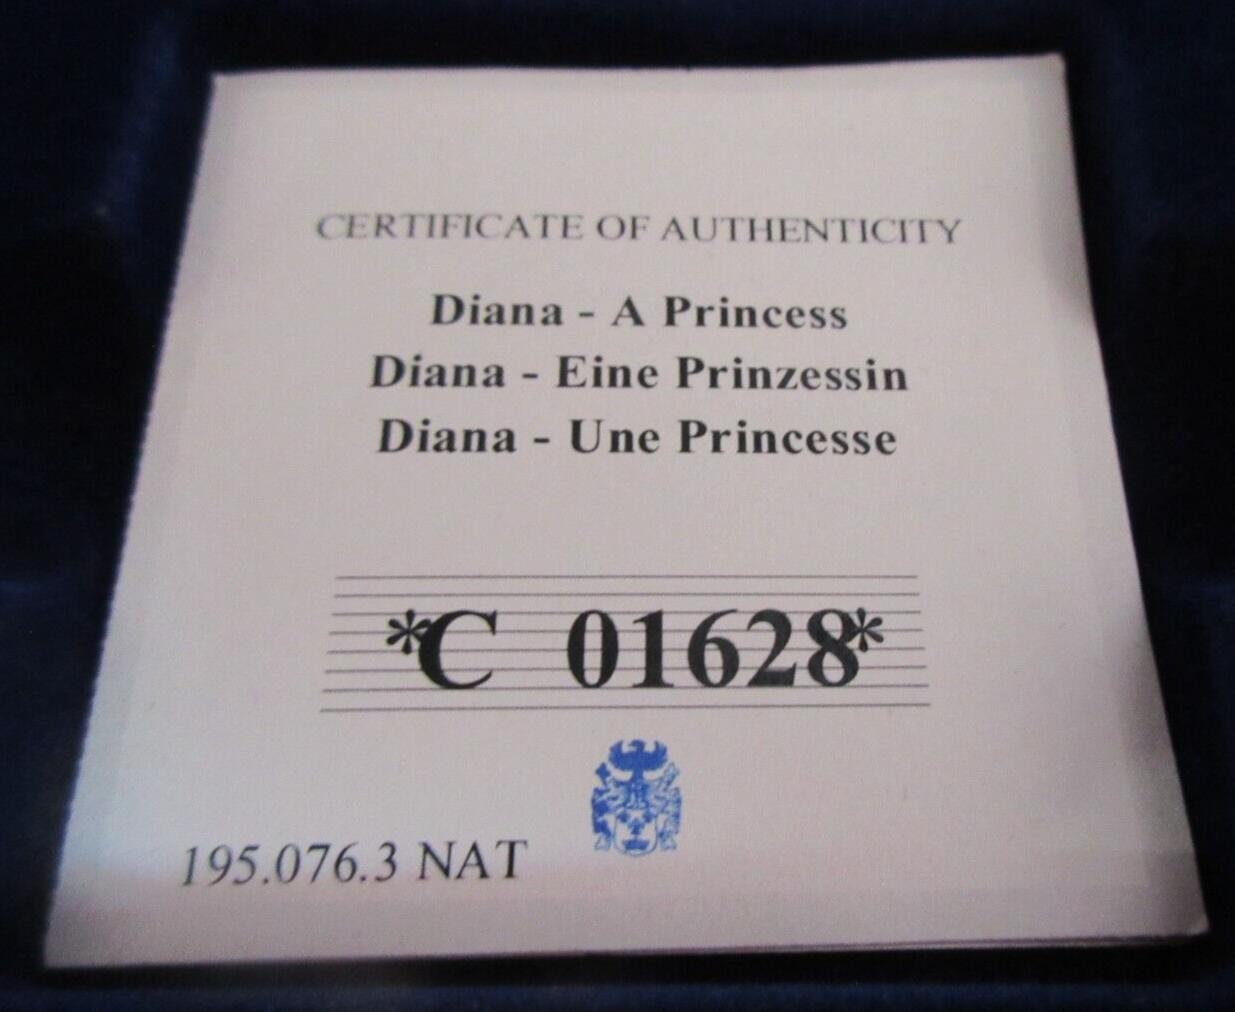 CERTIFICATE OF AUTHENTICITY
Diana - A Princess
Diana - Eine Prinzessin
Diana - Une Princesse
*C 01628*
195.076.3 NAT